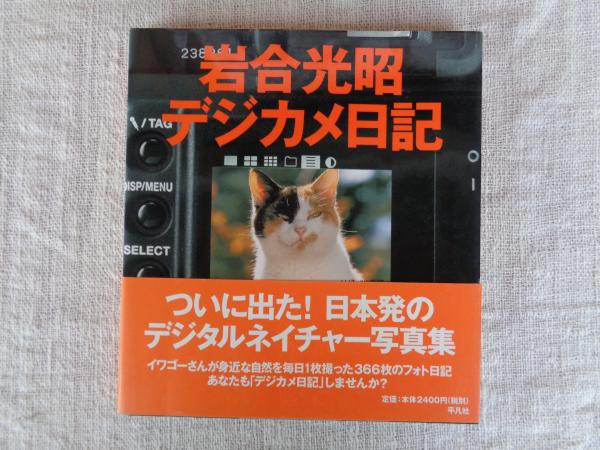 岩合光昭
デジカメ日記
/TAG
DISP/MENU
SELECT
ついに出た! 日本発の
デジタルネイチャー写真集
イワゴーさんが身近な自然を毎日1枚撮った366枚のフォト日記
あなたも「デジカメ日記」しませんか?
定価:本体2400円(税別)
平凡社